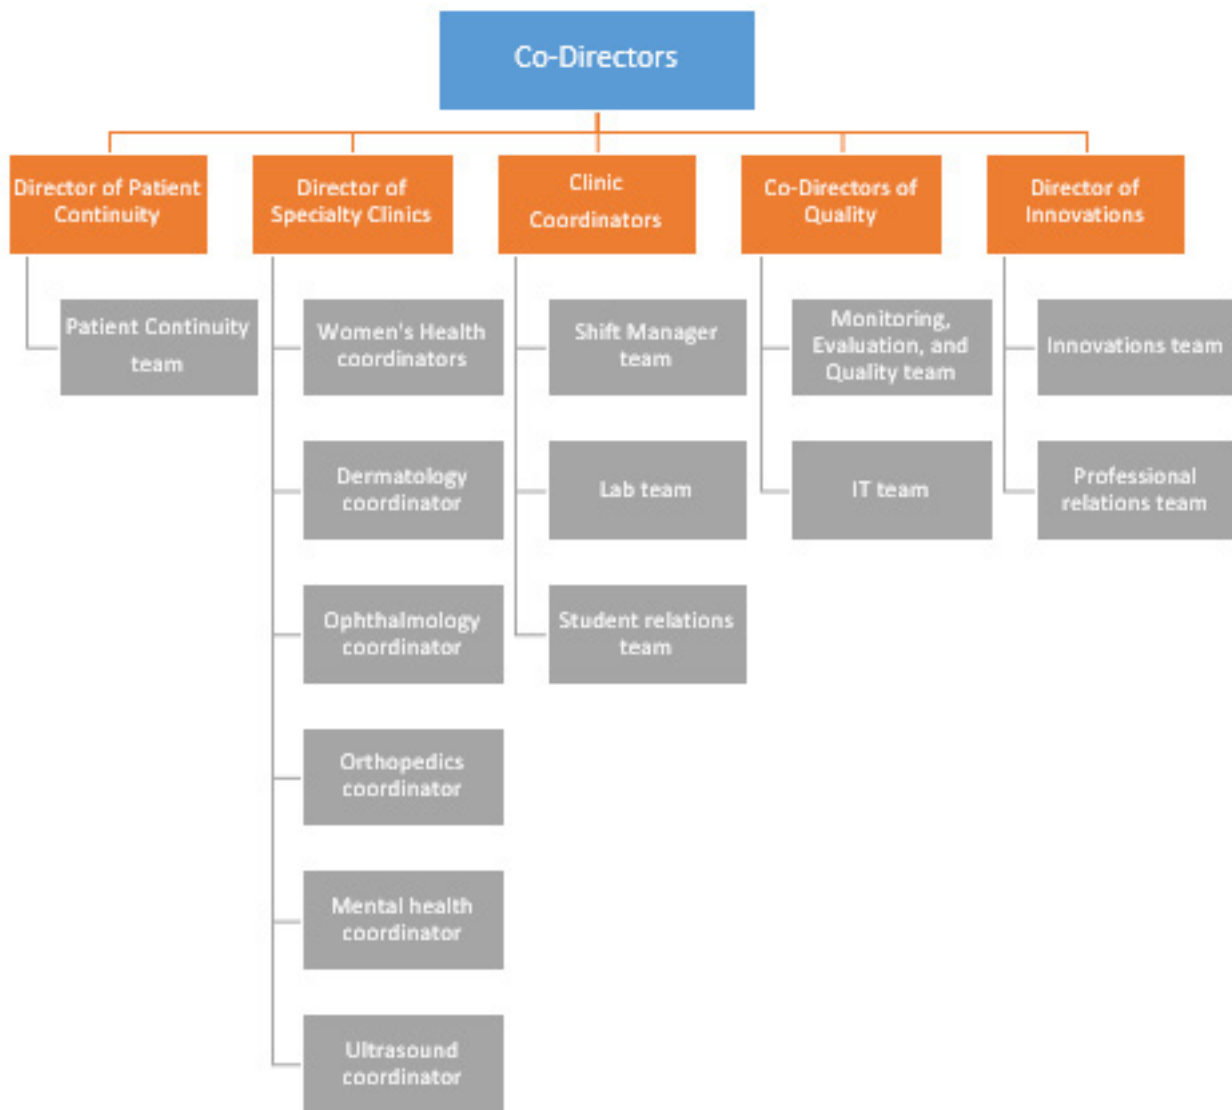 Co-Directors
Director of Patient
Continuity
Director of
Specialty Clinics
Clinic
Coordinators
Co-Directors of
Quality
Director of
Innovations
Patient Continuity
team
Women's Health
coordinators
Dermatology
coordinator
Ophthalmology
coordinator
Orthopedics
coordinator
Mental health
coordinator
Ultrasound
coordinator
Shift Manager
team
Lab team
Student relations
team
Monitoring,
Evaluation, and
Quality team
IT team
Innovations team
Professional
relations team